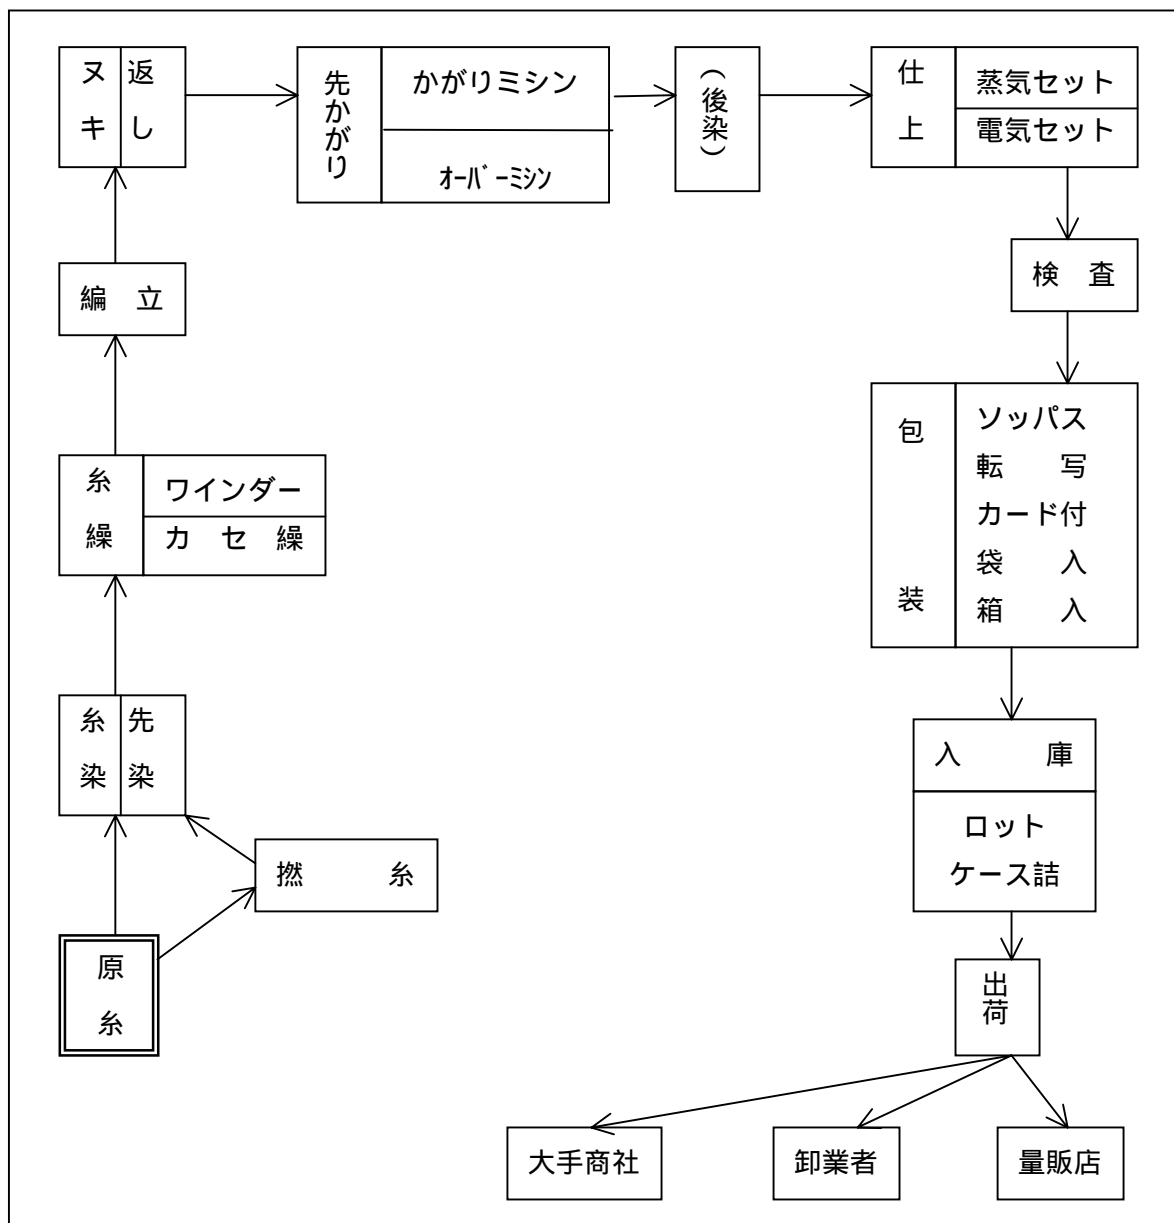 ヌキ
返し
先かがり
かがりミシン
ｵｰﾊﾞｰﾐｼﾝ
(後染)
仕上
蒸気セット
電気セット
編 立
検 査
糸繰
ワインダー
カ セ 繰
包装
ソッパス
転 写
カード付
袋 入
箱 入
糸染
先染
撚 糸
原糸
入 庫
ロット
ケース詰
出荷
大手商社
卸業者
量販店